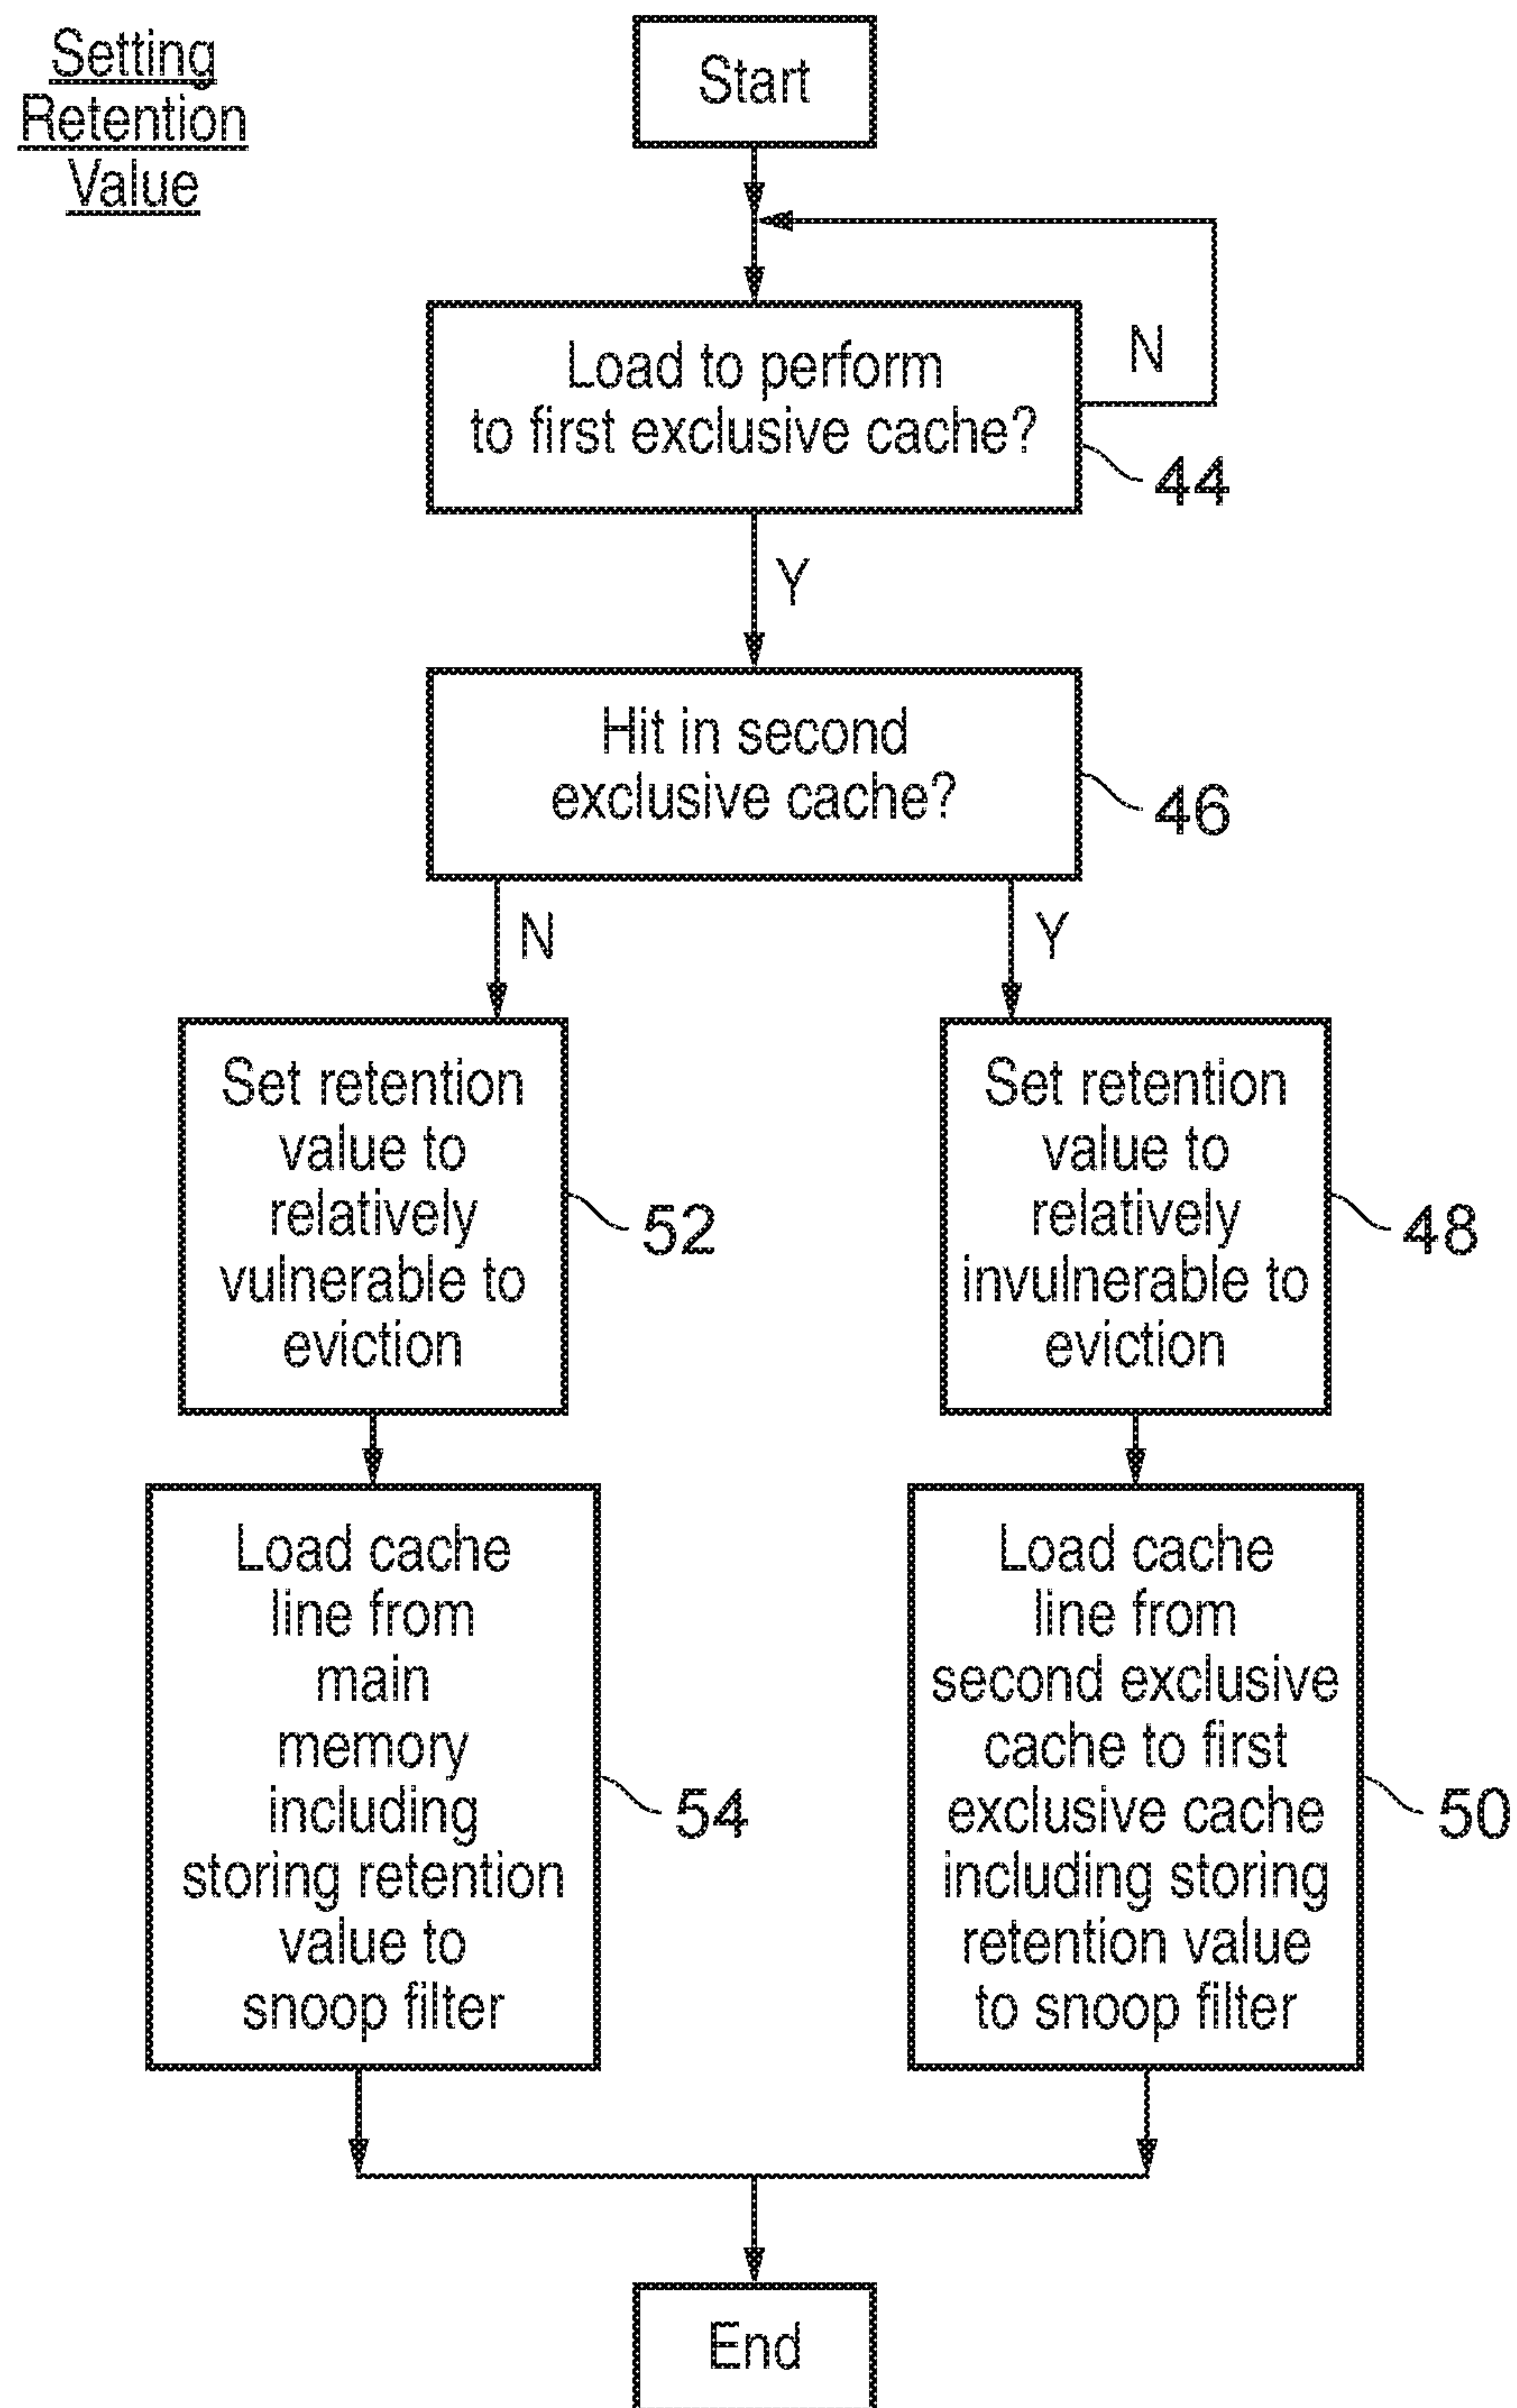 Setting
Retention
Value
Start
Load to perform
to first exclusive cache?
N
44
Y
Hit in second
exclusive cache?
46
N
Y
Set retention
value to
relatively
vulnerable to
eviction
52
Set retention
value to
relatively
invulnerable to
eviction
48
Load cache
line from
main
memory
including
storing retention
value to
snoop filter
54
Load cache
line from
second exclusive
cache to first
exclusive cache
including storing
retention value
to snoop filter
50
End